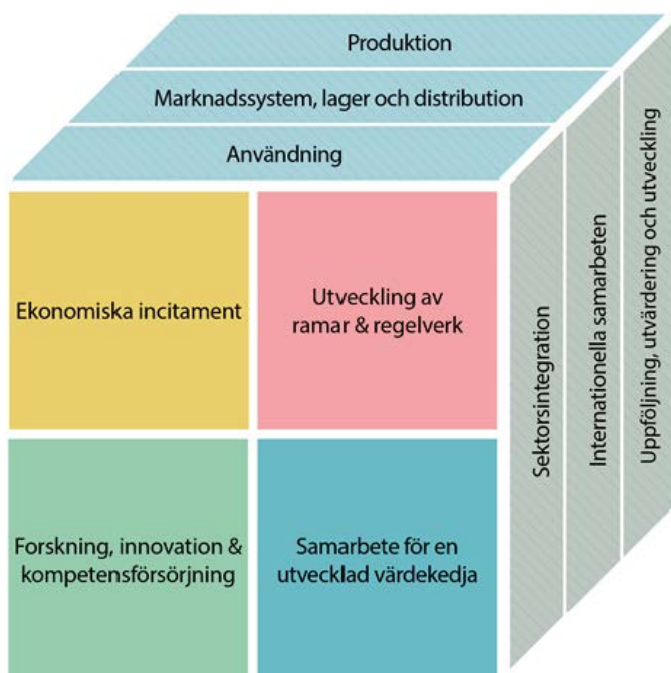 Produktion
Marknadssystem, lager och distribution
Användning
Ekonomiska incitament
Utveckling av
ramar & regelverk
Forskning, innovation &
kompetensförsörjning
Samarbete för en
utvecklad värdekedja
Sektorsintegration
Internationella samarbeten
Uppföljning, utvärdering och utveckling